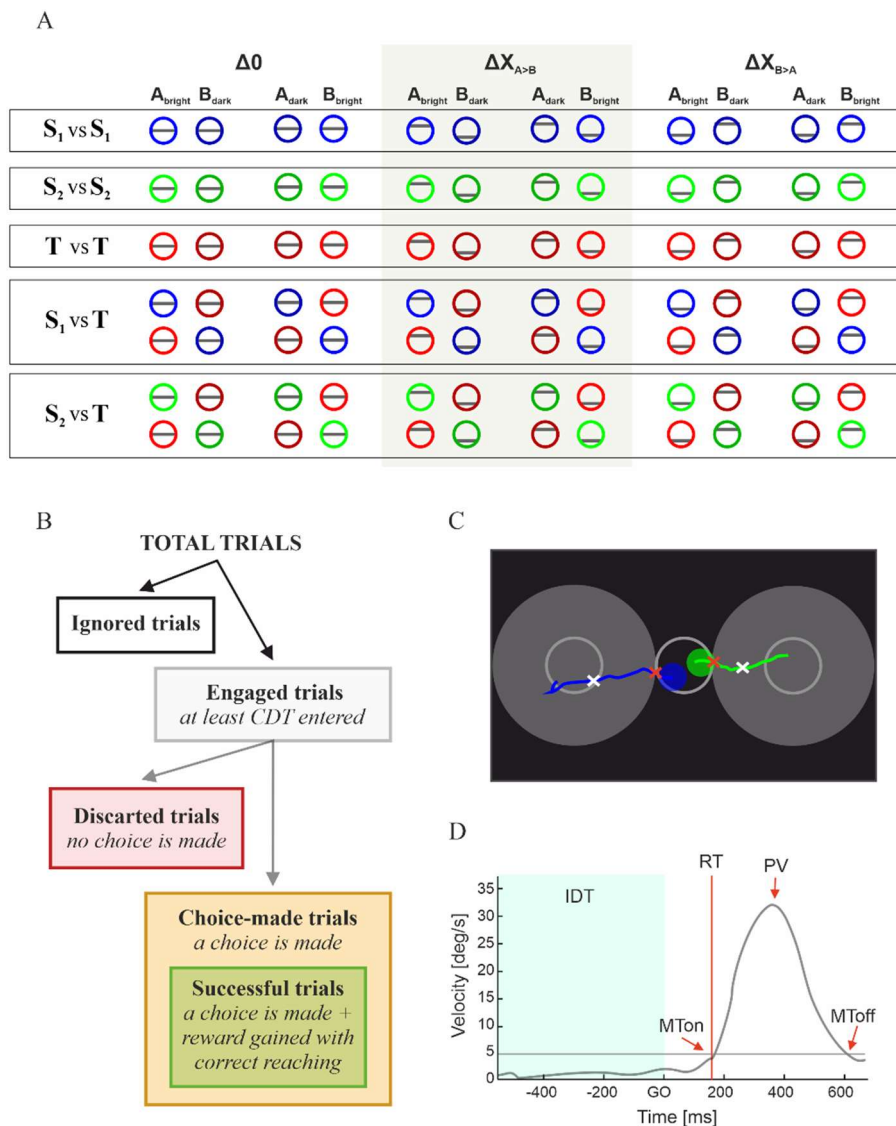 A
Δ0 ΔX_A>B ΔX_B>A
A_bright B_dark A_dark B_bright A_bright B_dark A_dark B_bright A_bright B_dark A_dark B_bright
S₁ vs S₁
S₂ vs S₂
T vs T
S₁ vs T
S₂ vs T
B
TOTAL TRIALS
Ignored trials
Engaged trials
at least CDT entered
Discarted trials
no choice is made
Choice-made trials
a choice is made
Successful trials
a choice is made +
reward gained with
correct reaching
C
D
RT PV
IDT
MTon
MToff
Velocity [deg/s]
35
30
25
20
15
10
5
0
-400 -200 GO 200 400 600
Time [ms]